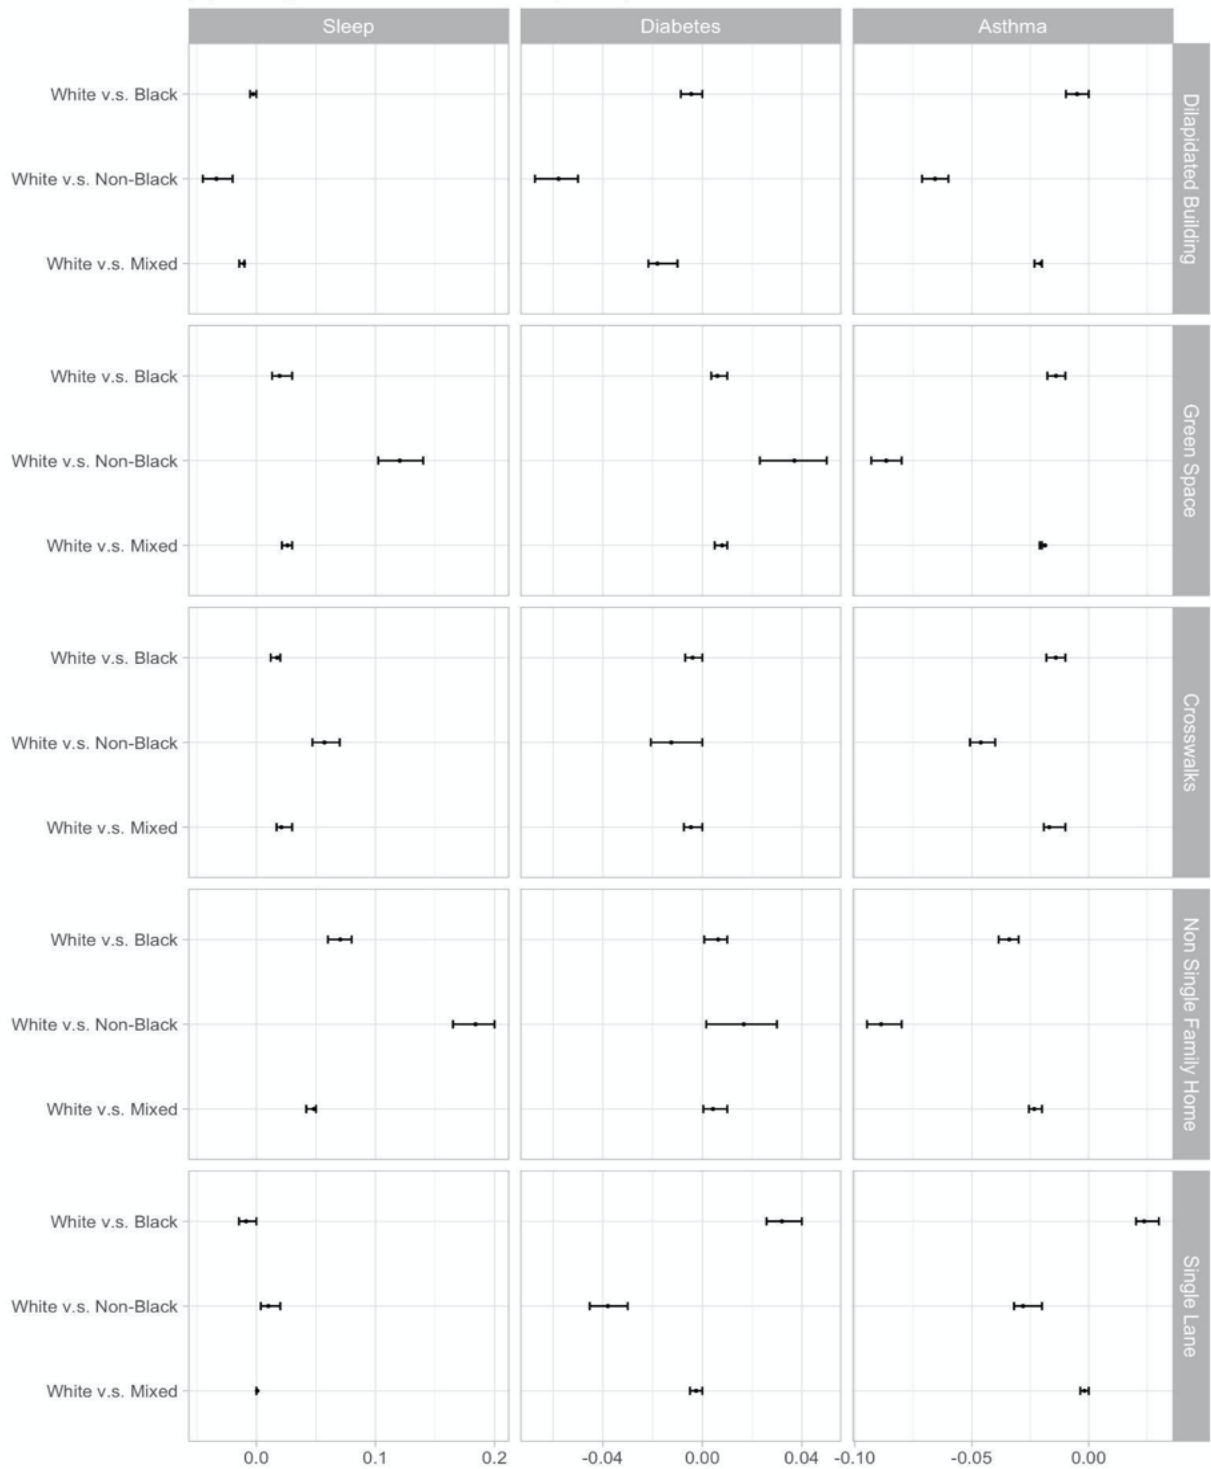 Sleep Diabetes Asthma
White v.s. Black
White v.s. Non-Black
White v.s. Mixed
Dilapidated Building
White v.s. Black
White v.s. Non-Black
White v.s. Mixed
Green Space
White v.s. Black
White v.s. Non-Black
White v.s. Mixed
Crosswalks
White v.s. Black
White v.s. Non-Black
White v.s. Mixed
Non Single Family Home
White v.s. Black
White v.s. Non-Black
White v.s. Mixed
Single Lane
0.0 0.1 0.2 -0.04 0.00 0.04 -0.10 -0.05 0.00